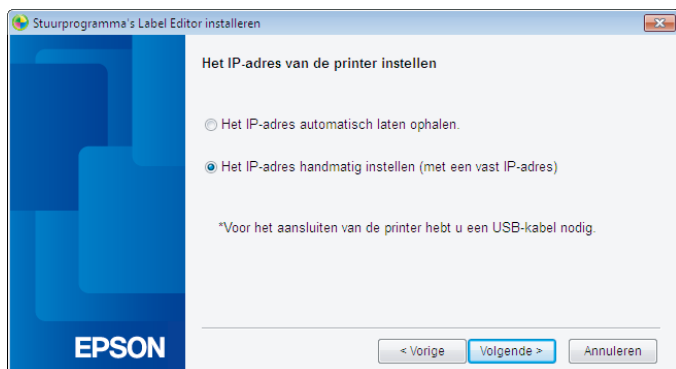 Stuurprogramma's Label Editor installeren
Het IP-adres van de printer instellen
Het IP-adres automatisch laten ophalen.
Het IP-adres handmatig instellen (met een vast IP-adres)
*Voor het aansluiten van de printer hebt u een USB-kabel nodig.
EPSON
< Vorige Volgende > Annuleren